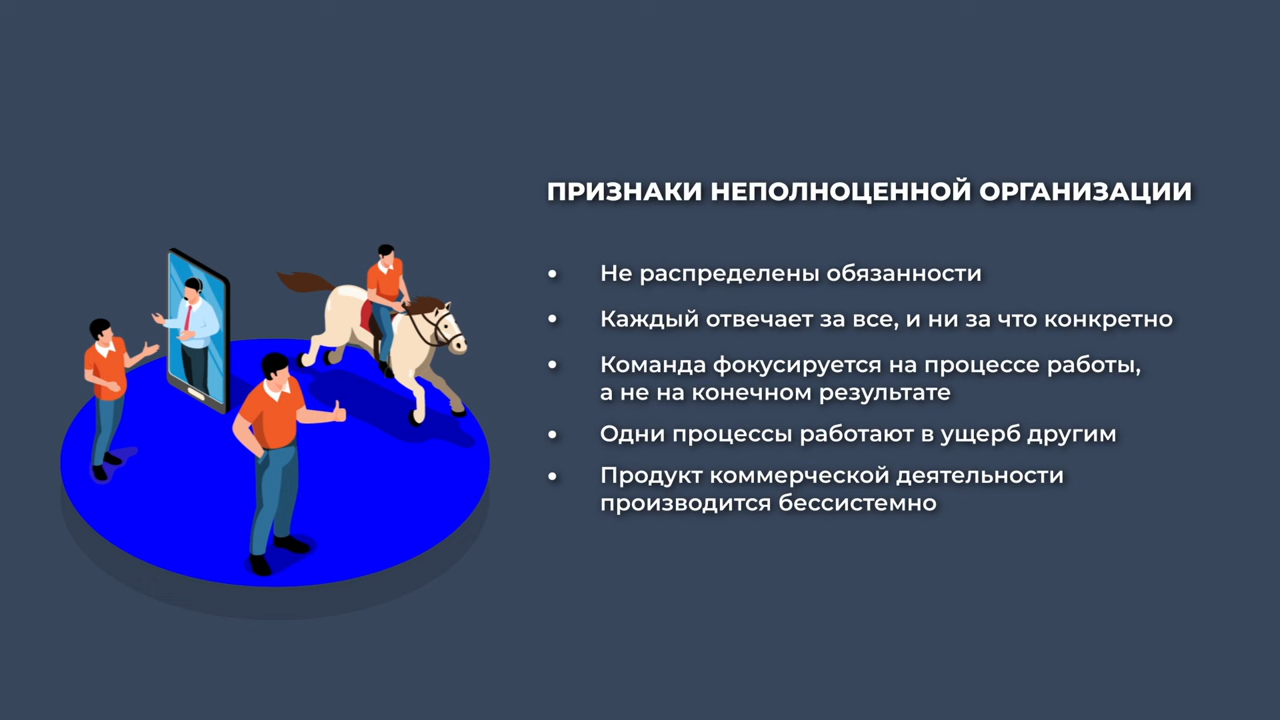 ПРИЗНАКИ НЕПОЛНОЦЕННОЙ ОРГАНИЗАЦИИ
• Не распределены обязанности
• Каждый отвечает за все, и ни за что конкретно
• Команда фокусируется на процессе работы,
а не на конечном результате
• Одни процессы работают в ущерб другим
• Продукт коммерческой деятельности
производится бессистемно